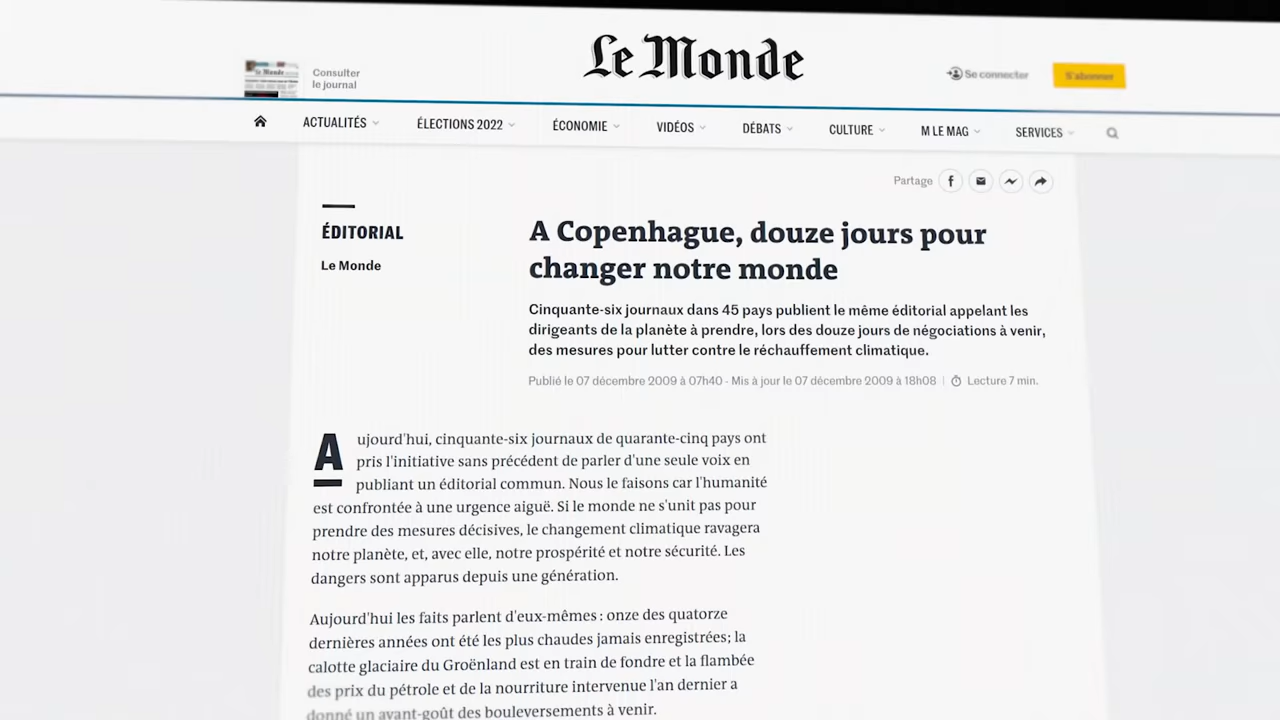 Le Monde
Consulter
le journal
Se connecter
S'abonner
ACTUALITÉS
ÉLECTIONS 2022
ÉCONOMIE
VIDÉOS
DÉBATS
CULTURE
M LE MAG
SERVICES
Partage
ÉDITORIAL
Le Monde
A Copenhague, douze jours pour
changer notre monde
Cinquante-six journaux dans 45 pays publient le même éditorial appelant les
dirigeants de la planète à prendre, lors des douze jours de négociations à venir,
des mesures pour lutter contre le réchauffement climatique.
Publié le 07 décembre 2009 à 07h40 - Mis à jour le 07 décembre 2009 à 18h08 | Lecture 7 min.
Aujourd'hui, cinquante-six journaux de quarante-cinq pays ont
pris l'initiative sans précédent de parler d'une seule voix en
publiant un éditorial commun. Nous le faisons car l'humanité
est confrontée à une urgence aiguë. Si le monde ne s'unit pas pour
prendre des mesures décisives, le changement climatique ravagera
notre planète, et, avec elle, notre prospérité et notre sécurité. Les
dangers sont apparus depuis une génération.
Aujourd'hui les faits parlent d'eux-mêmes : onze des quatorze
dernières années ont été les plus chaudes jamais enregistrées; la
calotte glaciaire du Groënland est en train de fondre et la flambée
des prix du pétrole et de la nourriture intervenue l'an dernier a
donné un avant-goût des bouleversements à venir.